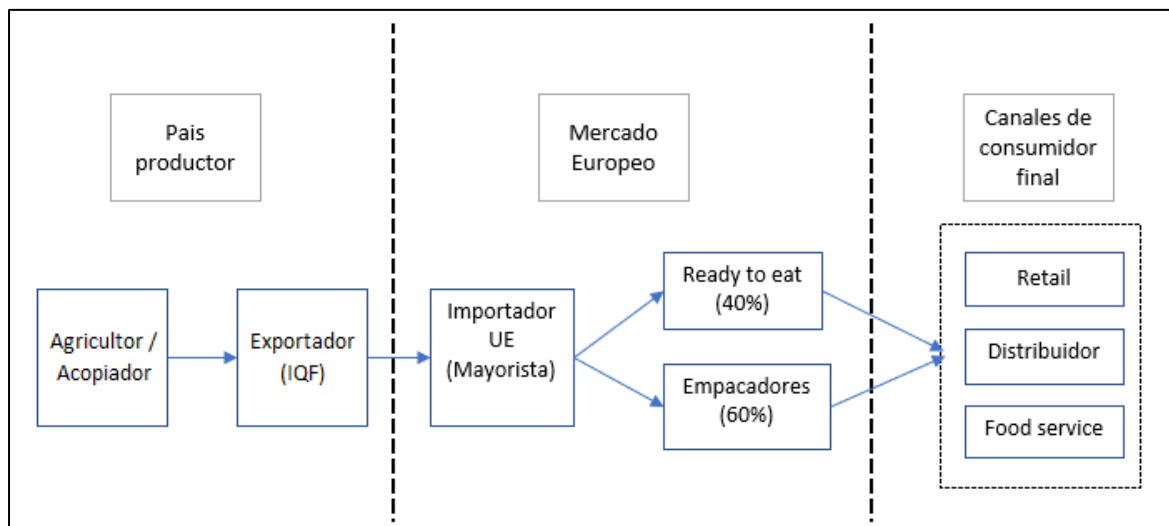 Pais
productor
Mercado
Europeo
Canales de
consumidor
final
Agricultor /
Acopiador
Exportador
(IQF)
Importador
UE
(Mayorista)
Ready to eat
(40%)
Empacadores
(60%)
Retail
Distribuidor
Food service